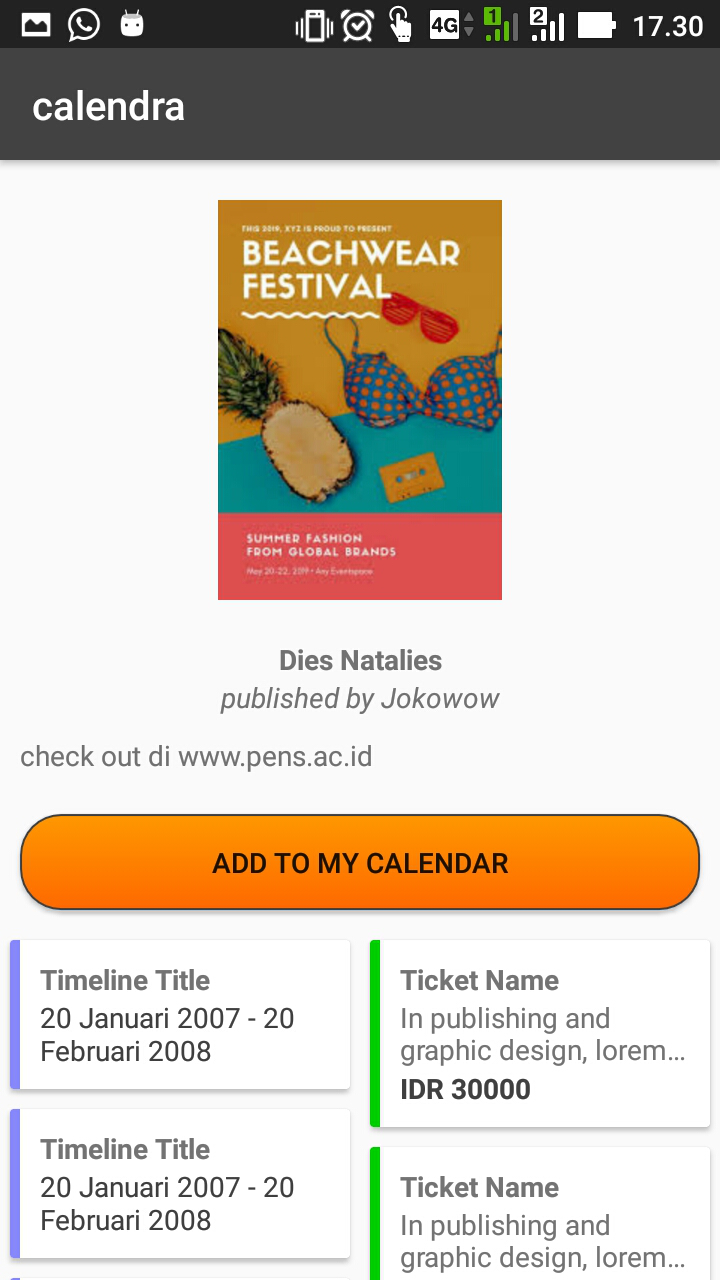 4G
1
2
17.30
calendra
THIS 2019, XYZ IS PROUD TO PRESENT
BEACHWEAR
FESTIVAL
SUMMER FASHION
FROM GLOBAL BRANDS
May 20-22, 2019 • Any Eventspace
Dies Natalies
published by Jokowow
check out di www.pens.ac.id
ADD TO MY CALENDAR
Timeline Title
20 Januari 2007 - 20
Februari 2008
Timeline Title
20 Januari 2007 - 20
Februari 2008
Ticket Name
In publishing and
graphic design, lorem...
IDR 30000
Ticket Name
In publishing and
graphic design, lorem...